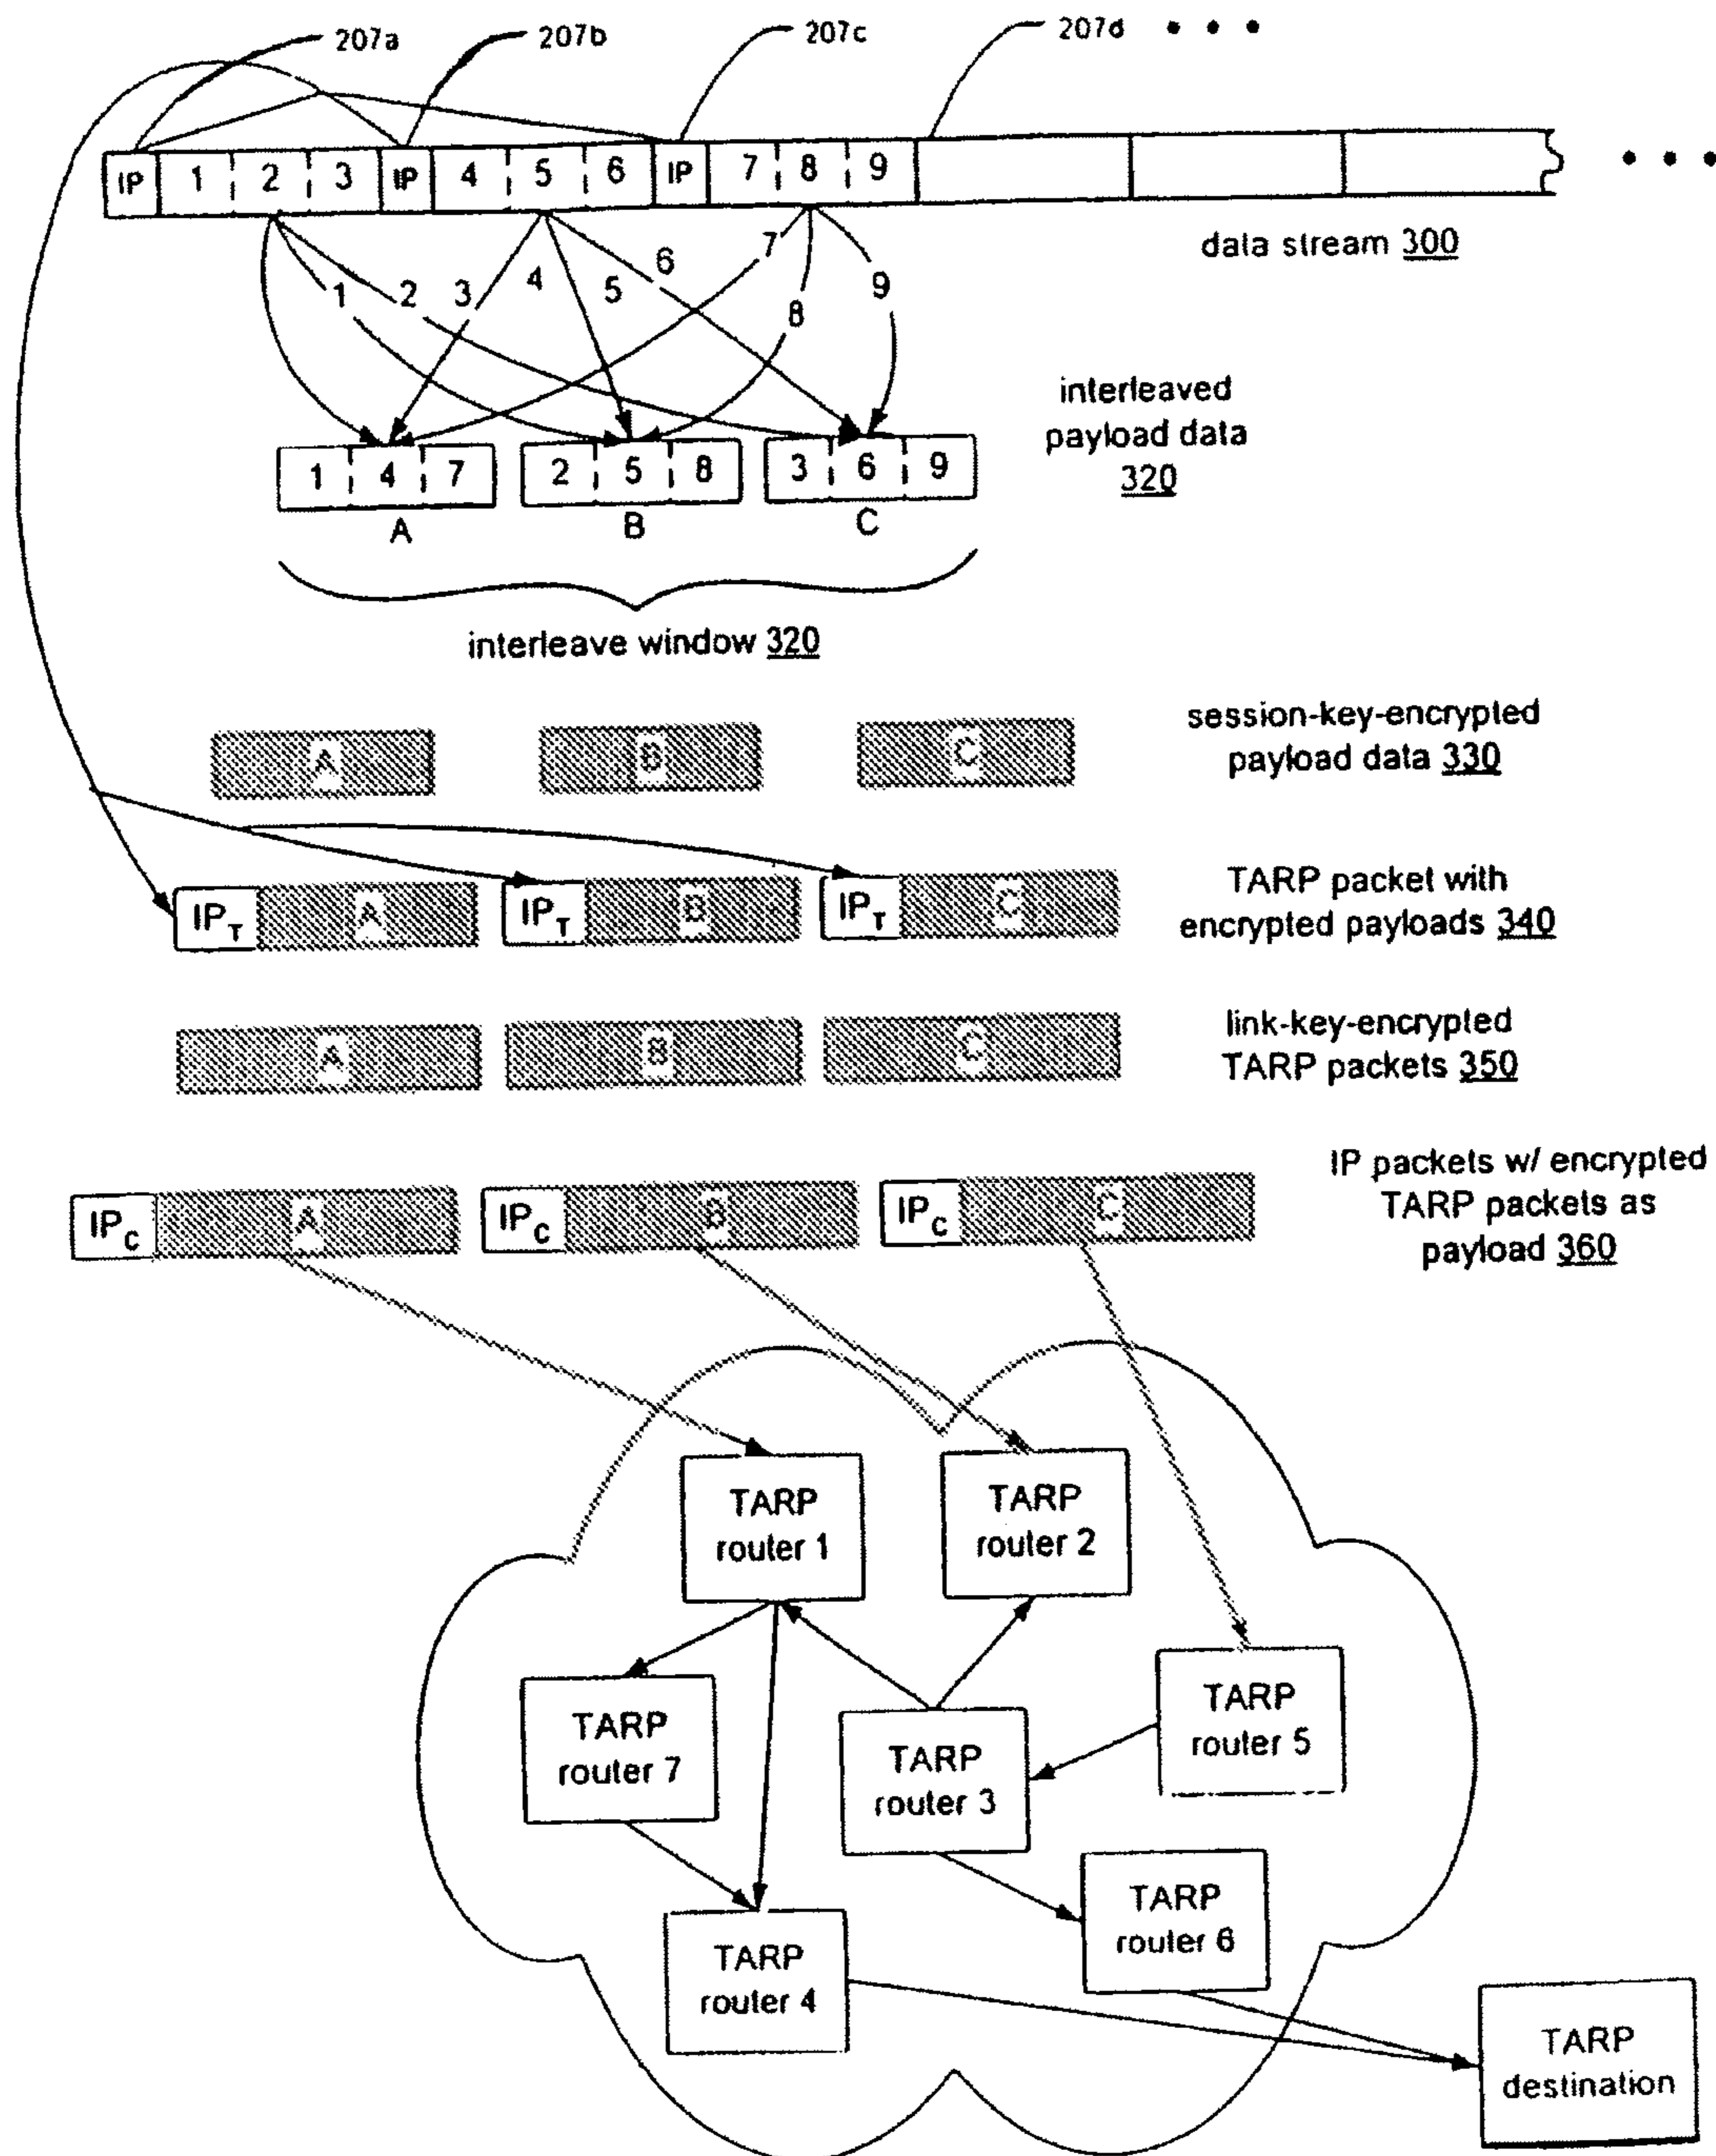 207a 207b 207c 207d • • •
IP 1 2 3 IP 4 5 6 IP 7 8 9 • • •
data stream 300
1 2 3 4 5 6 7 8 9
interleaved
payload data
320
1 4 7 2 5 8 3 6 9
A B C
interleave window 320
session-key-encrypted
payload data 330
A B C
TARP packet with
encrypted payloads 340
IPT A IPT B IPT C
link-key-encrypted
TARP packets 350
A B C
IP packets w/ encrypted
TARP packets as
payload 360
IPC A IPC B IPC C
TARP
router 1
TARP
router 2
TARP
router 7
TARP
router 3
TARP
router 5
TARP
router 4
TARP
router 6
TARP
destination